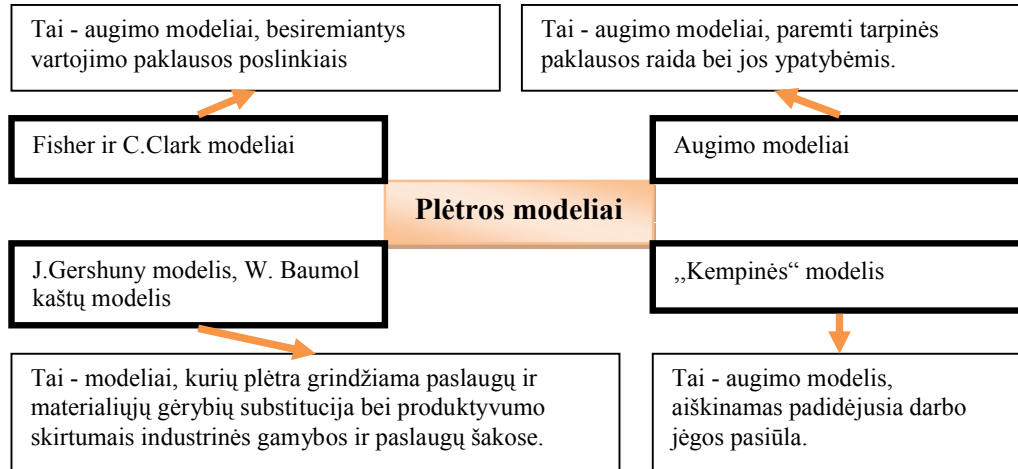 Tai - augimo modeliai, besiremiantys
vartojimo paklausos poslinkiais
Tai - augimo modeliai, paremti tarpinės
paklausos raida bei jos ypatybėmis.
Fisher ir C.Clark modeliai
Augimo modeliai
Plėtros modeliai
J.Gershuny modelis, W. Baumol
kaštų modelis
,,Kempinės“ modelis
Tai - modeliai, kurių plėtra grindžiama paslaugų ir
materialiųjų gėrybių substitucija bei produktyvumo
skirtumais industrinės gamybos ir paslaugų šakose.
Tai - augimo modelis,
aiškinamas padidėjusia darbo
jėgos pasiūla.